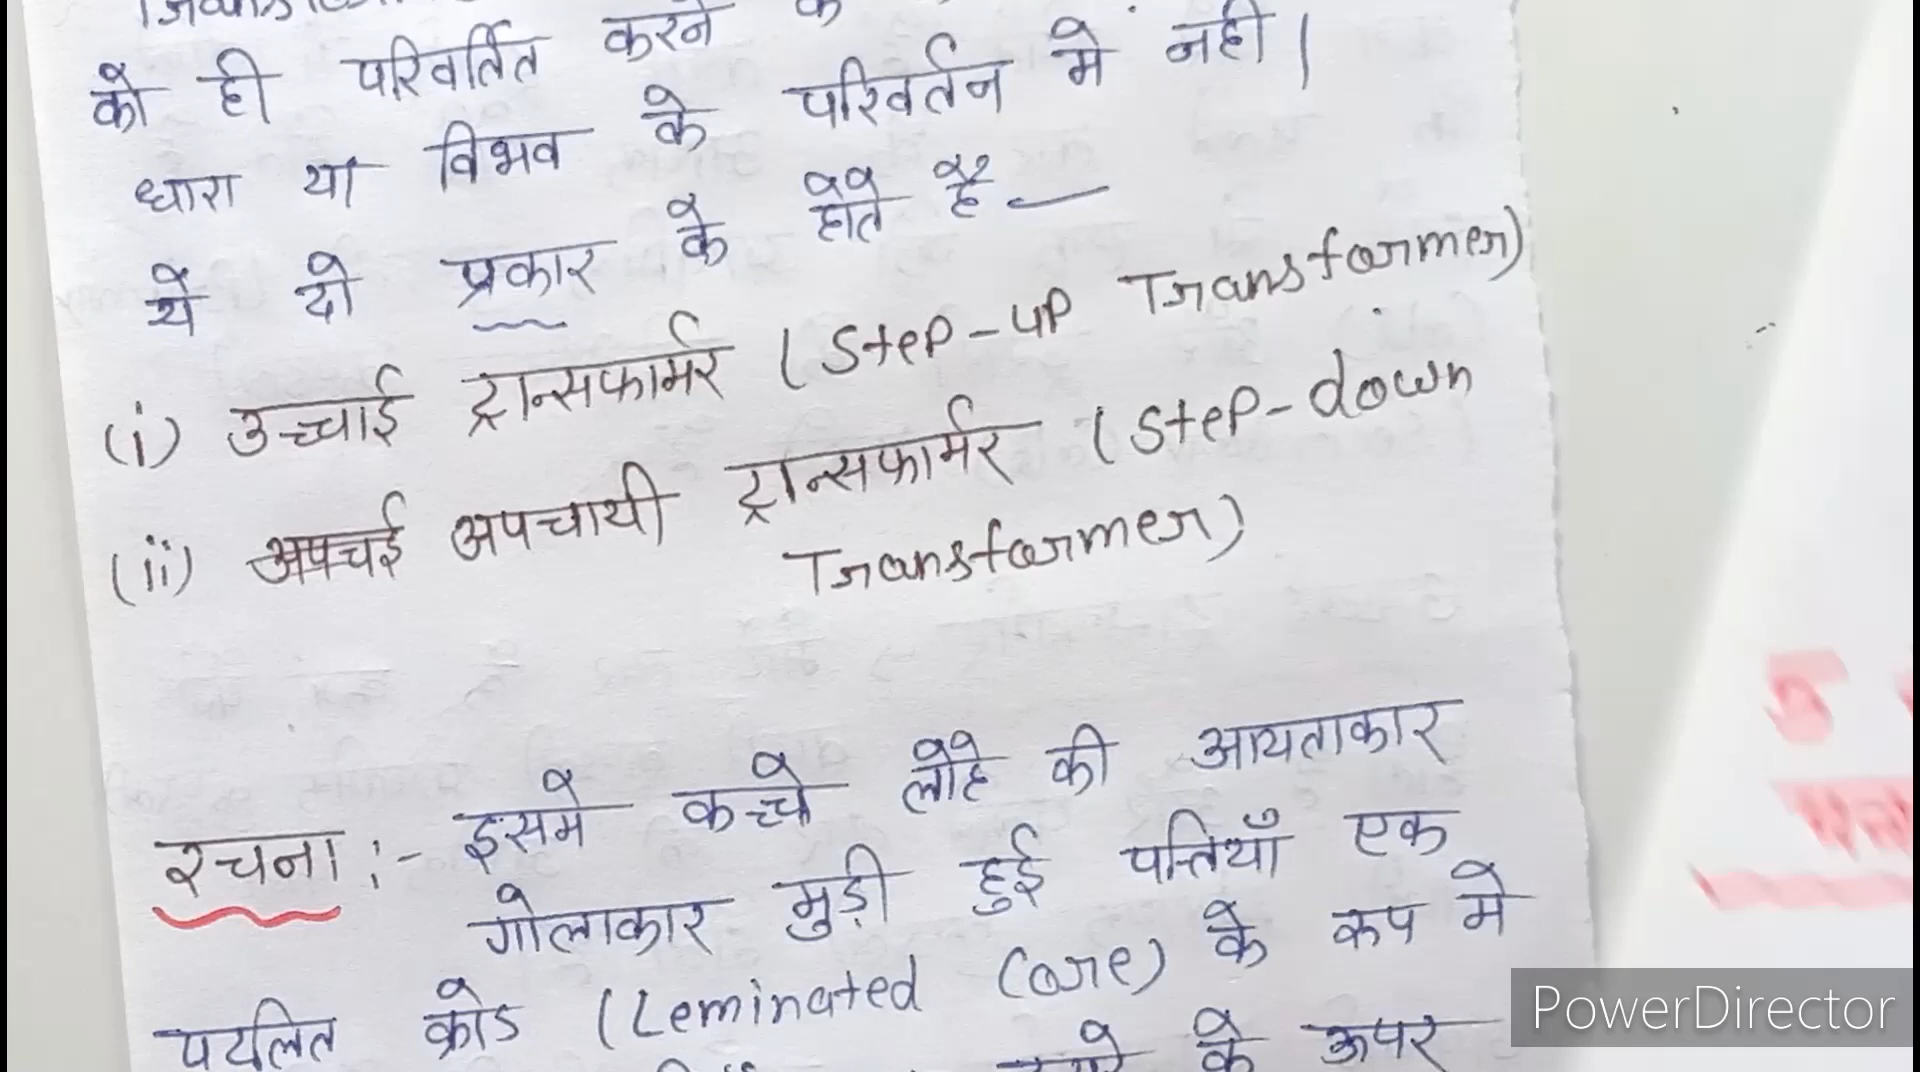 को ही परिवर्तित करने के
धारा या विभव के परिवर्तन मे नही।
ये दो प्रकार के होते है —
(i) उच्चाई ट्रान्सफार्मर (Step-up Transformer)
(ii) अपचई अपचायी ट्रान्सफार्मर (Step-down
Transformer)
रचना :- इसमे कच्चे लोहे की आयताकार
गोलाकार मुड़ी हुई पत्तियाँ एक
पटलित क्रोड (Leminated Core) के रूप मे
के ऊपर
PowerDirector